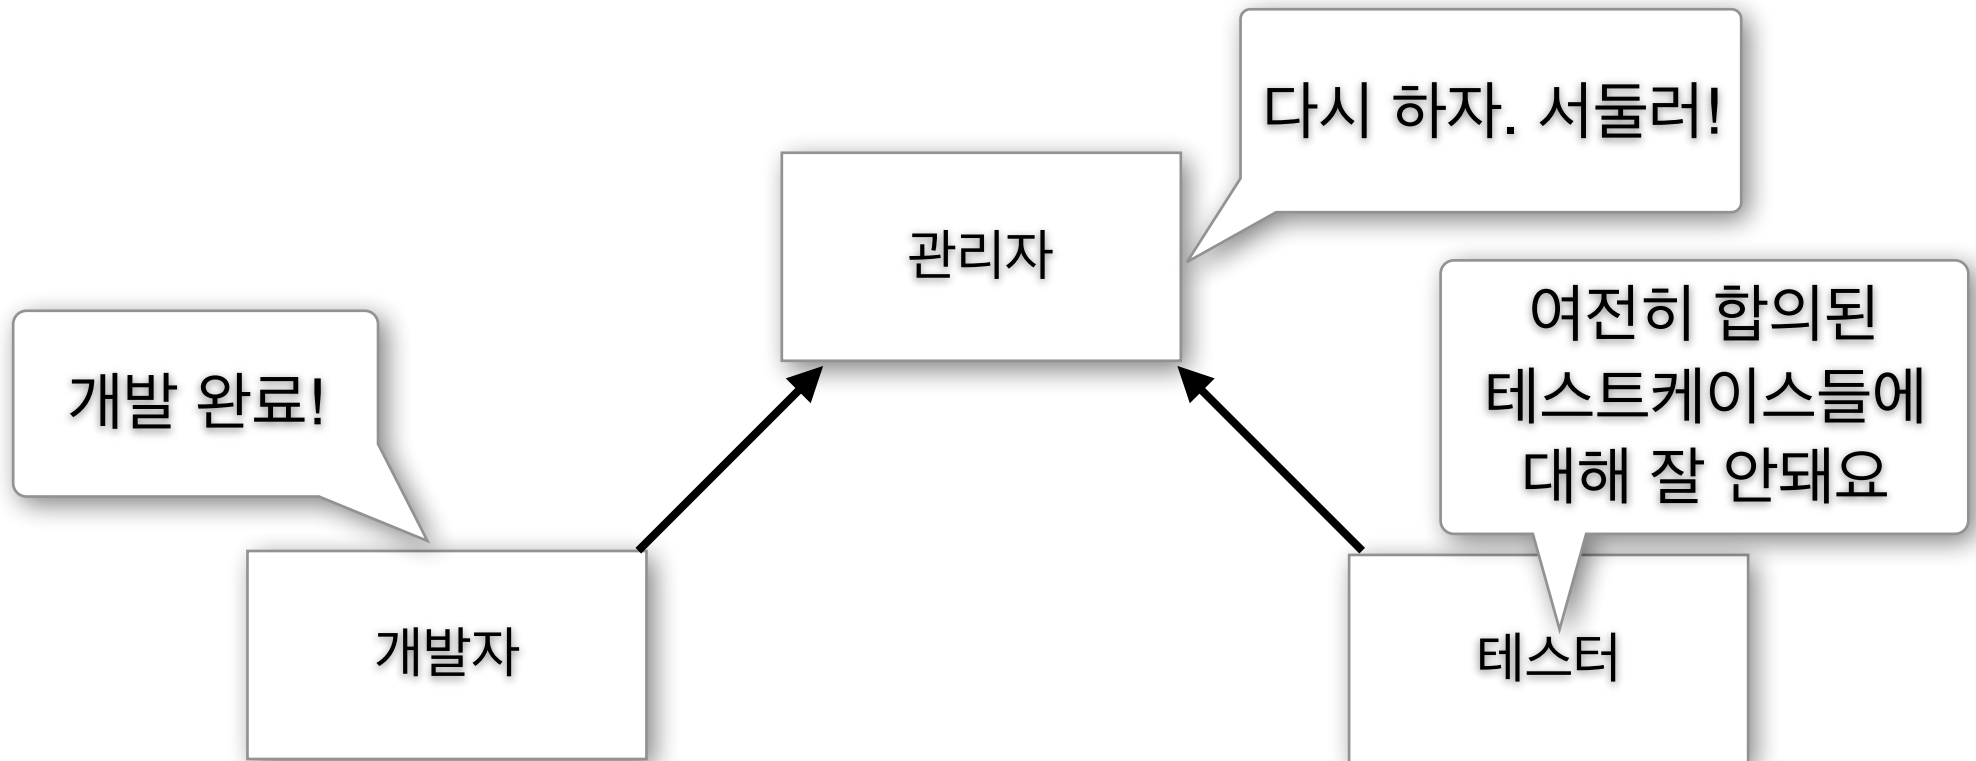 다시 하자. 서둘러!
관리자
여전히 합의된
테스트케이스들에
대해 잘 안돼요
개발 완료!
개발자
테스터